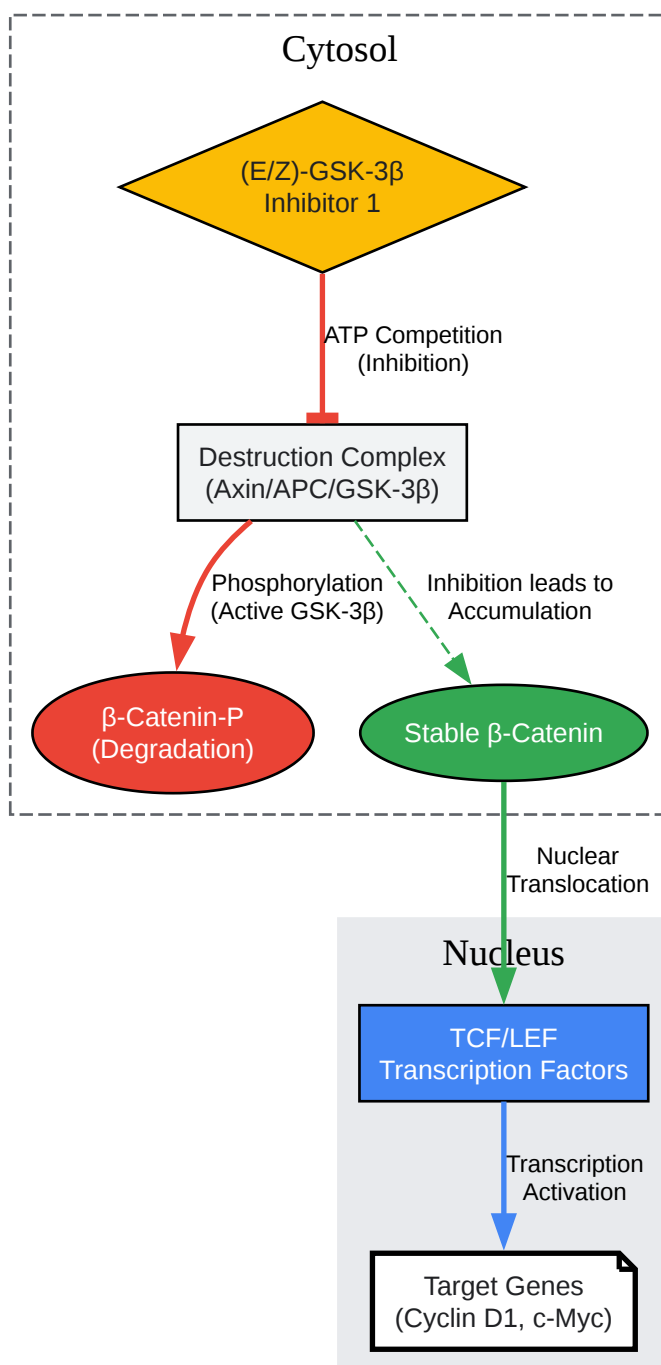 Cytosol
(E/Z)-GSK-3β
Inhibitor 1
ATP Competition
(Inhibition)
Destruction Complex
(Axin/APC/GSK-3β)
Phosphorylation
(Active GSK-3β)
Inhibition leads to
Accumulation
β-Catenin-P
(Degradation)
Stable β-Catenin
Nuclear
Translocation
Nucleus
TCF/LEF
Transcription Factors
Transcription
Activation
Target Genes
(Cyclin D1, c-Myc)